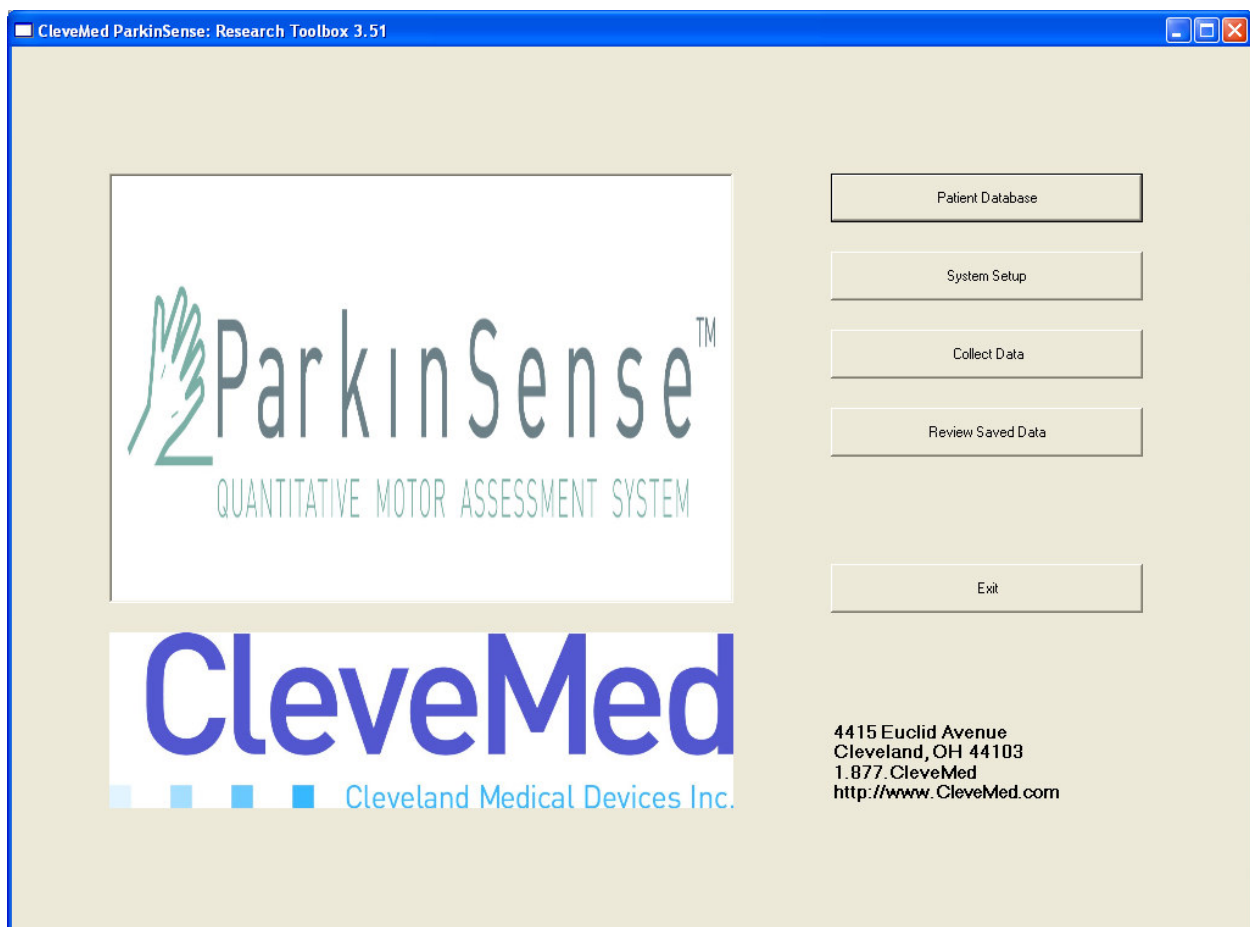 CleveMed ParkinSense: Research Toolbox 3.51
ParkinSense™
QUANTITATIVE MOTOR ASSESSMENT SYSTEM
CleveMed
Cleveland Medical Devices Inc.
Patient Database
System Setup
Collect Data
Review Saved Data
Exit
4415 Euclid Avenue
Cleveland, OH 44103
1.877.CleveMed
http://www.CleveMed.com